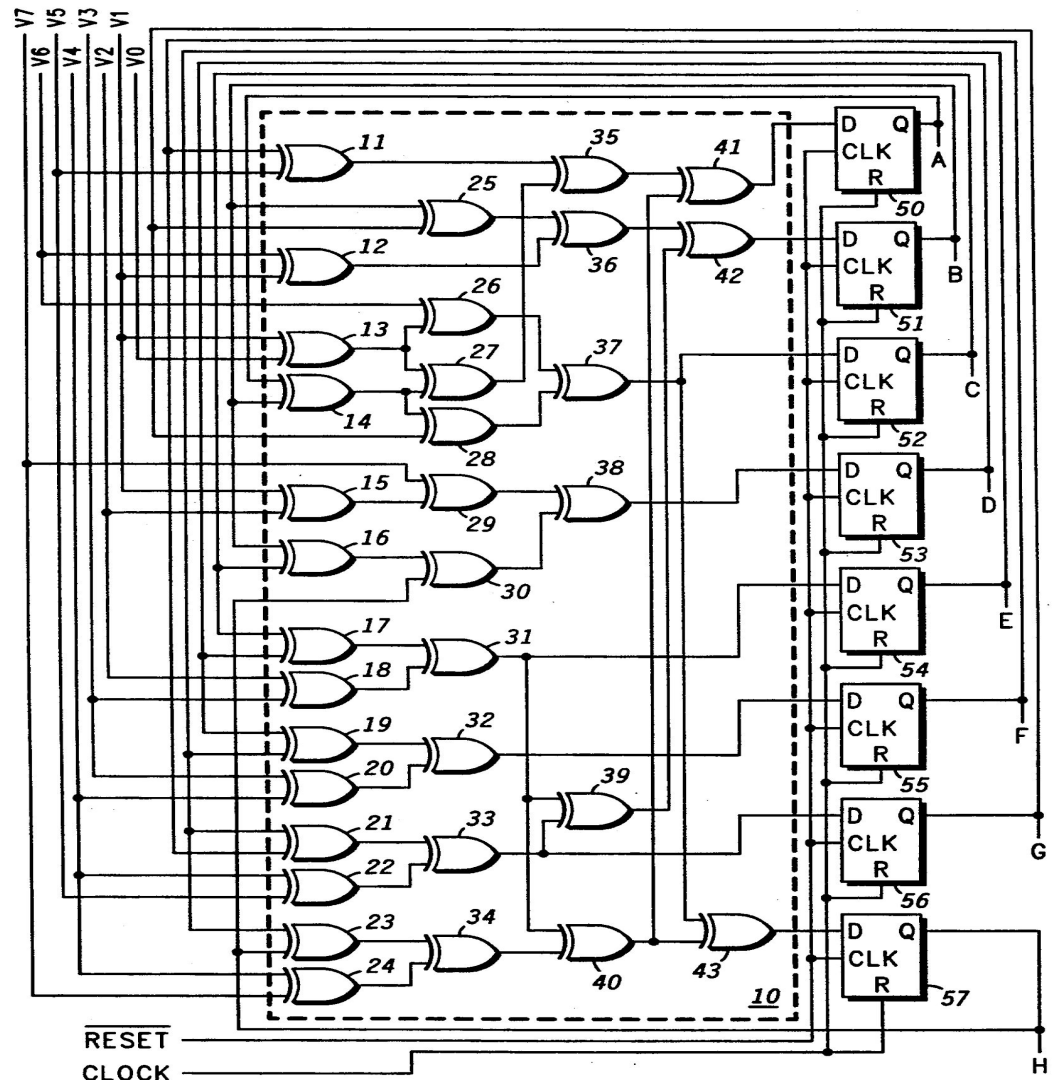 V7 V5 V3 V1
V6 V4 V2 V0
11
35
41
D Q
CLK
R
50
A
25
12
36
42
D Q
CLK
R
51
B
26
13
27
37
14
28
D Q
CLK
R
52
C
15
29
38
16
30
D Q
CLK
R
53
D
17
31
18
D Q
CLK
R
54
E
19
32
20
D Q
CLK
R
55
F
39
21
33
22
D Q
CLK
R
56
G
23
34
24
40
43
10
D Q
CLK
R
57
H
RESET
CLOCK